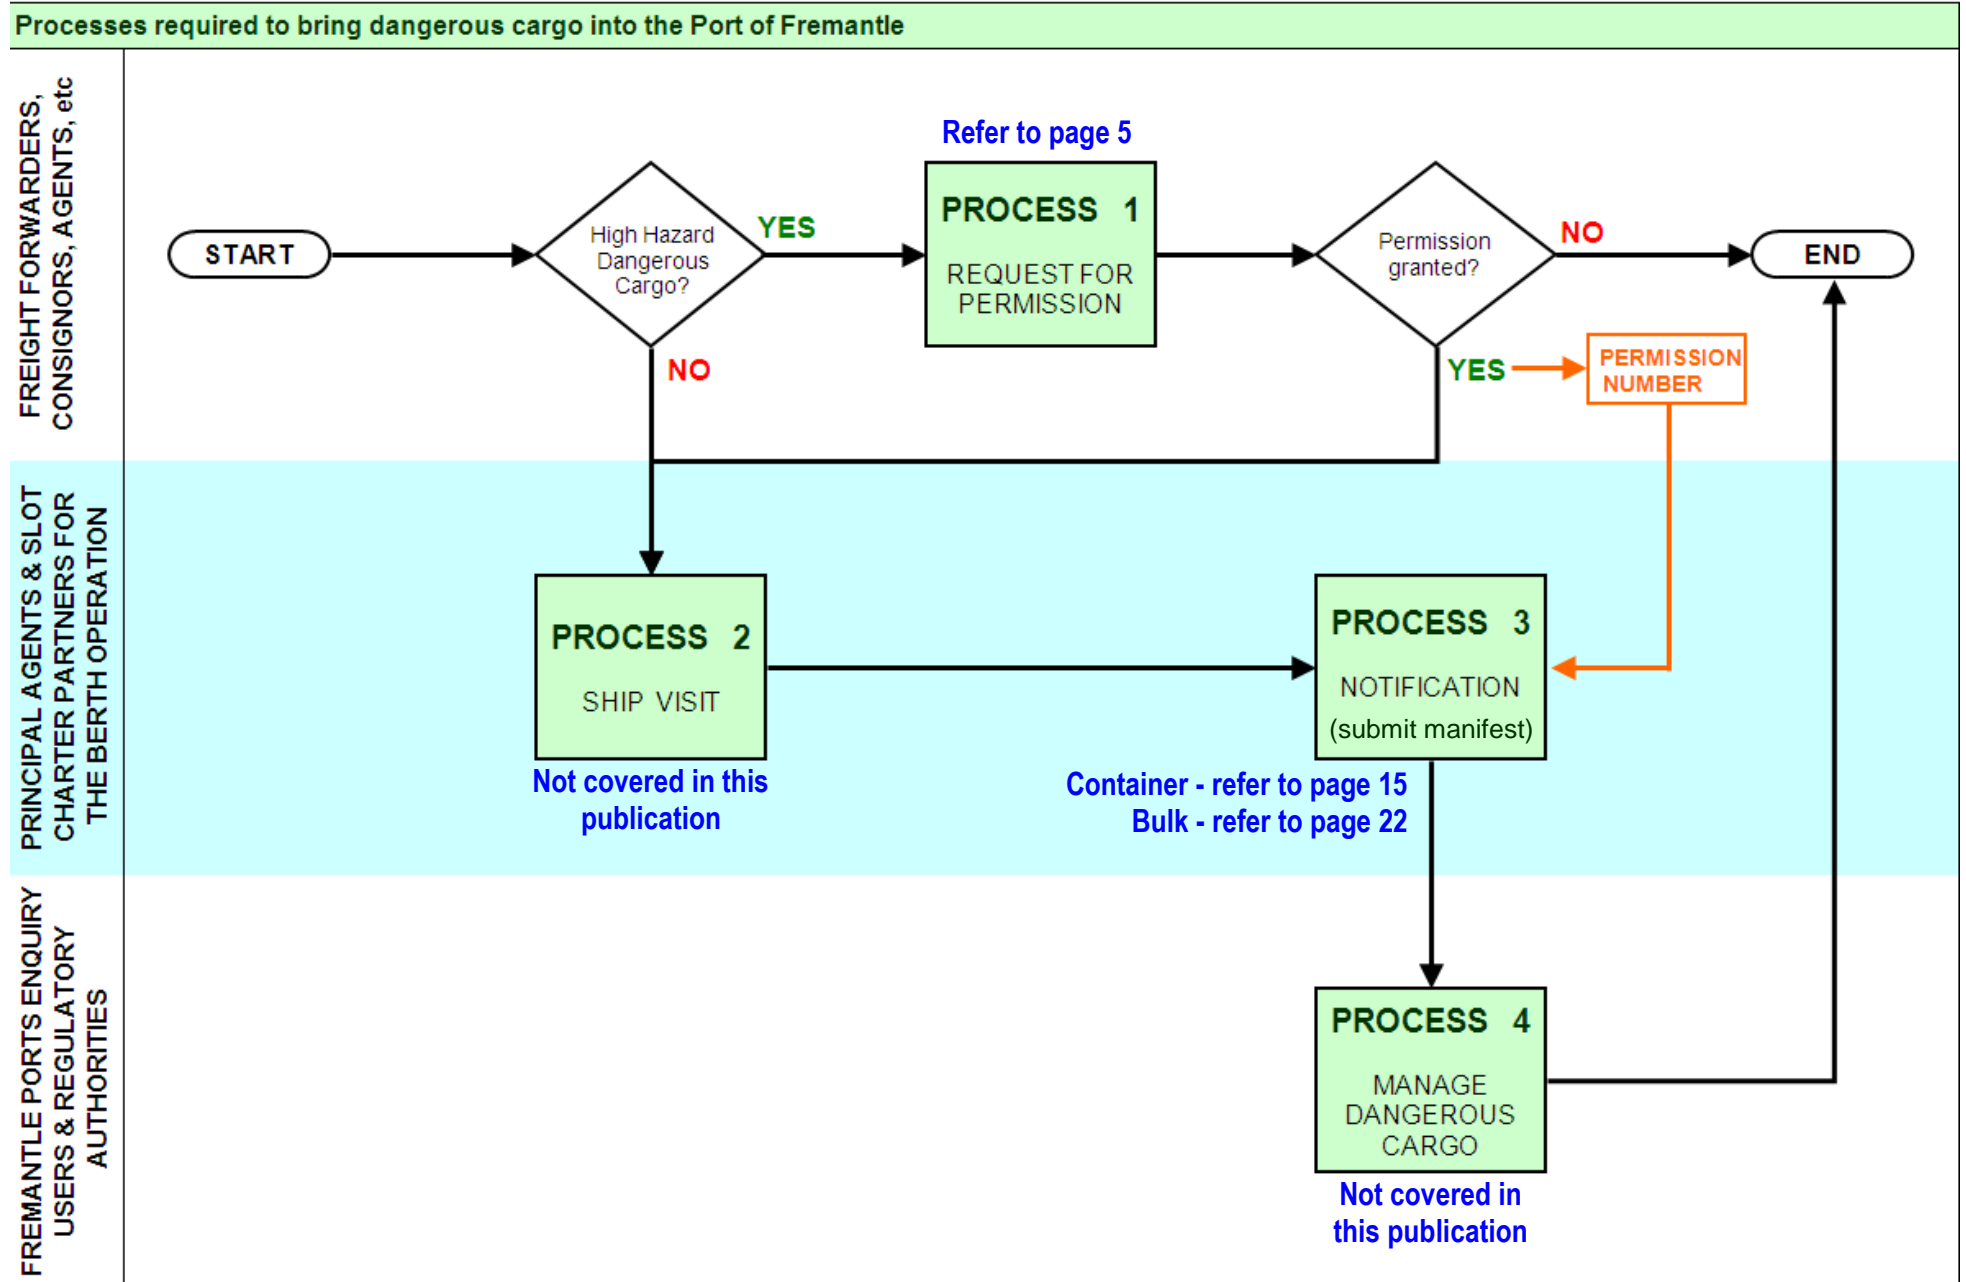 Processes required to bring dangerous cargo into the Port of Fremantle
FREIGHT FORWARDERS,
CONSIGNORS, AGENTS, etc
START
High Hazard
Dangerous
Cargo?
YES
NO
Refer to page 5
PROCESS 1
REQUEST FOR
PERMISSION
Permission
granted?
NO
END
YES
PERMISSION
NUMBER
PRINCIPAL AGENTS & SLOT
CHARTER PARTNERS FOR
THE BERTH OPERATION
PROCESS 2
SHIP VISIT
Not covered in this
publication
PROCESS 3
NOTIFICATION
(submit manifest)
Container - refer to page 15
Bulk - refer to page 22
FREMANTLE PORTS ENQUIRY
USERS & REGULATORY
AUTHORITIES
PROCESS 4
MANAGE
DANGEROUS
CARGO
Not covered in
this publication